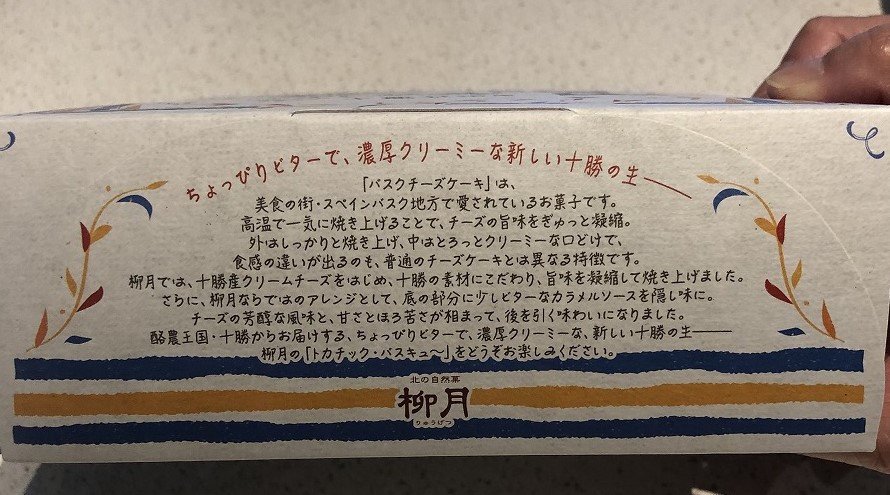 ちょっぴりビターで、濃厚クリーミーな新しい十勝の生――
「バスクチーズケーキ」は、
美食の街・スペインバスク地方で愛されているお菓子です。
高温で一気に焼き上げることで、チーズの旨味をぎゅっと凝縮。
外はしっかりと焼き上げ、中はとろっとクリーミーな口どけで、
食感の違いが出るのも、普通のチーズケーキとは異なる特徴です。
柳月では、十勝産クリームチーズをはじめ、十勝の素材にこだわり、旨味を凝縮して焼き上げました。
さらに、柳月ならではのアレンジとして、底の部分に少しビターなカラメルソースを隠し味に。
チーズの芳醇な風味と、甘さとほろ苦さが相まって、後を引く味わいになりました。
酪農王国・十勝からお届けする、ちょっぴりビターで、濃厚クリーミーな、新しい十勝の生――
柳月の「トカチック・バスキュ〜」をどうぞお楽しみください。
北の自然菓
柳月
りゅうげつ